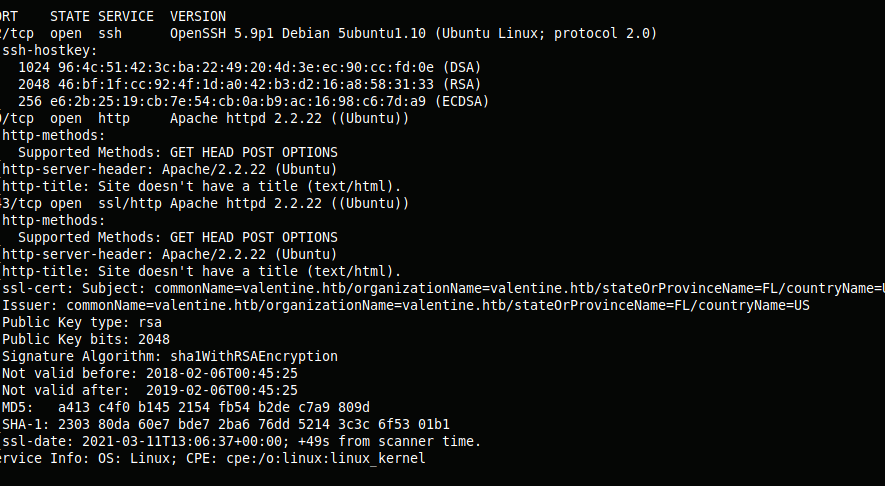 ORT    STATE SERVICE  VERSION
2/tcp  open  ssh      OpenSSH 5.9p1 Debian 5ubuntu1.10 (Ubuntu Linux; protocol 2.0)
ssh-hostkey:
  1024 96:4c:51:42:3c:ba:22:49:20:4d:3e:ec:90:cc:fd:0e (DSA)
  2048 46:bf:1f:cc:92:4f:1d:a0:42:b3:d2:16:a8:58:31:33 (RSA)
  256 e6:2b:25:19:cb:7e:54:cb:0a:b9:ac:16:98:c6:7d:a9 (ECDSA)
0/tcp  open  http     Apache httpd 2.2.22 ((Ubuntu))
http-methods:
  Supported Methods: GET HEAD POST OPTIONS
http-server-header: Apache/2.2.22 (Ubuntu)
http-title: Site doesn't have a title (text/html).
3/tcp open  ssl/http Apache httpd 2.2.22 ((Ubuntu))
http-methods:
  Supported Methods: GET HEAD POST OPTIONS
http-server-header: Apache/2.2.22 (Ubuntu)
http-title: Site doesn't have a title (text/html).
ssl-cert: Subject: commonName=valentine.htb/organizationName=valentine.htb/stateOrProvinceName=FL/countryName=U
Issuer: commonName=valentine.htb/organizationName=valentine.htb/stateOrProvinceName=FL/countryName=US
Public Key type: rsa
Public Key bits: 2048
Signature Algorithm: sha1WithRSAEncryption
Not valid before: 2018-02-06T00:45:25
Not valid after:  2019-02-06T00:45:25
MD5:   a413 c4f0 b145 2154 fb54 b2de c7a9 809d
SHA-1: 2303 80da 60e7 bde7 2ba6 76dd 5214 3c3c 6f53 01b1
ssl-date: 2021-03-11T13:06:37+00:00; +49s from scanner time.
ervice Info: OS: Linux; CPE: cpe:/o:linux:linux_kernel